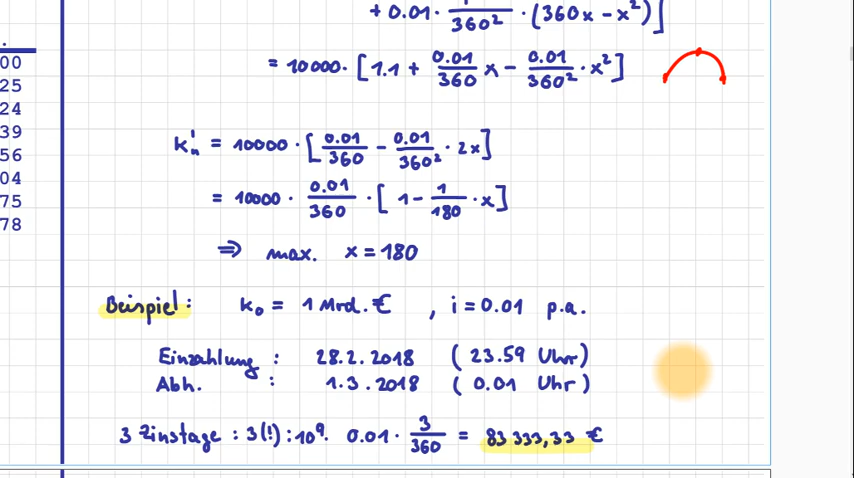 + 0.01 · 1/360² · (360x - x²)]
.
00
= 10000 · [1.1 + 0.01/360 x - 0.01/360² · x²]
25
24
39
Kₙ' = 10000 · [0.01/360 - 0.01/360² · 2x]
56
04
= 10000 · 0.01/360 · [1 - 1/180 · x]
75
78
⇒ max. x = 180
Beispiel: K₀ = 1 Mrd. € , i = 0.01 p.a.
Einzahlung : 28.2.2018 (23.59 Uhr)
Abh. : 1.3.2018 (0.01 Uhr)
3 Zinstage : 3(!) : 10⁹ · 0.01 · 3/360 = 83 333,33 €